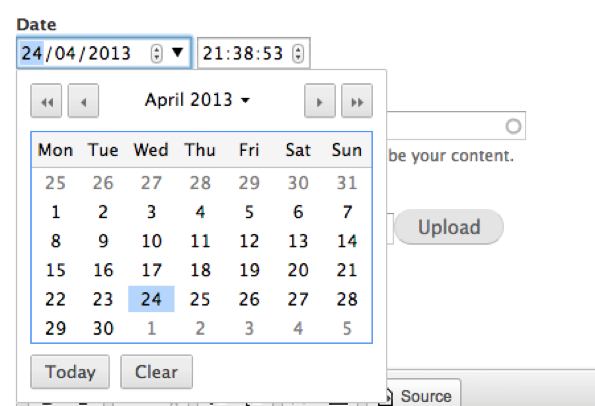 Date
24/04/2013 21:38:53
April 2013
Mon Tue Wed Thu Fri Sat Sun
be your content.
25 26 27 28 29 30 31
1 2 3 4 5 6 7
Upload
8 9 10 11 12 13 14
15 16 17 18 19 20 21
22 23 24 25 26 27 28
29 30 1 2 3 4 5
Today Clear
Source